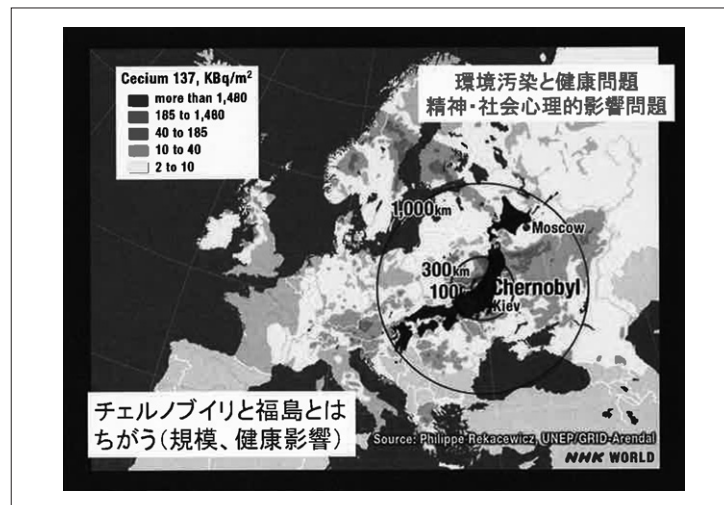 Cecium 137, KBq/m²
more than 1,480
185 to 1,480
40 to 185
10 to 40
2 to 10
環境汚染と健康問題
精神・社会心理的影響問題
1,000km
Moscow
300km
100
Chernobyl
Kiev
チェルノブイリと福島とは
ちがう（規模、健康影響）
Source: Philippe Rekacewicz, UNEP/GRID-Arendal
NHK WORLD